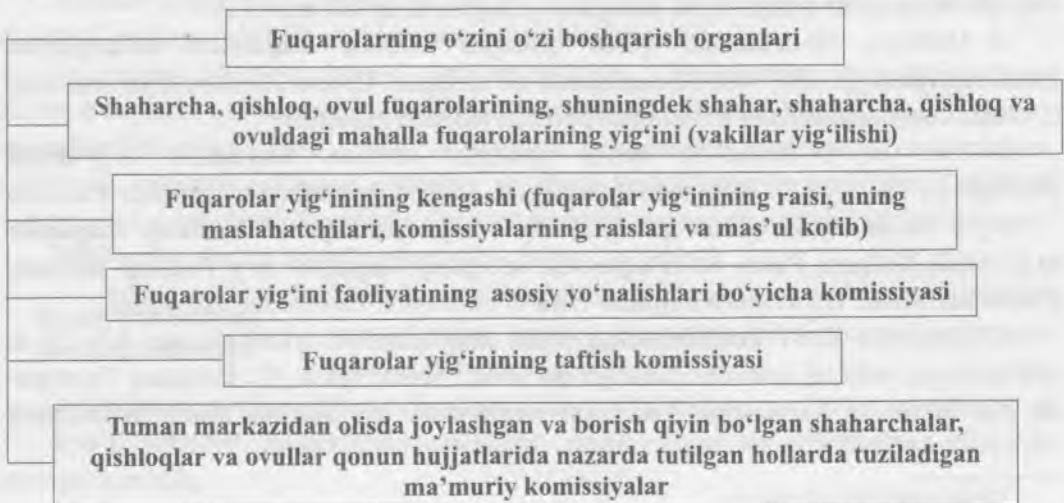 Fuqarolarning o‘zini o‘zi boshqarish organlari
Shaharcha, qishloq, ovul fuqarolarining, shuningdek shahar, shaharcha, qishloq va
ovuldagi mahalla fuqarolarining yig‘ini (vakillar yig‘ilishi)
Fuqarolar yig‘inining kengashi (fuqarolar yig‘inining raisi, uning
maslahatchilari, komissiyalarning raislari va mas’ul kotib)
Fuqarolar yig‘ini faoliyatining asosiy yo‘nalishlari bo‘yicha komissiyasi
Fuqarolar yig‘inining taftish komissiyasi
Tuman markazidan olisda joylashgan va borish qiyin bo‘lgan shaharchalar,
qishloqlar va ovullar qonun hujjatlarida nazarda tutilgan hollarda tuziladigan
ma’muriy komissiyalar